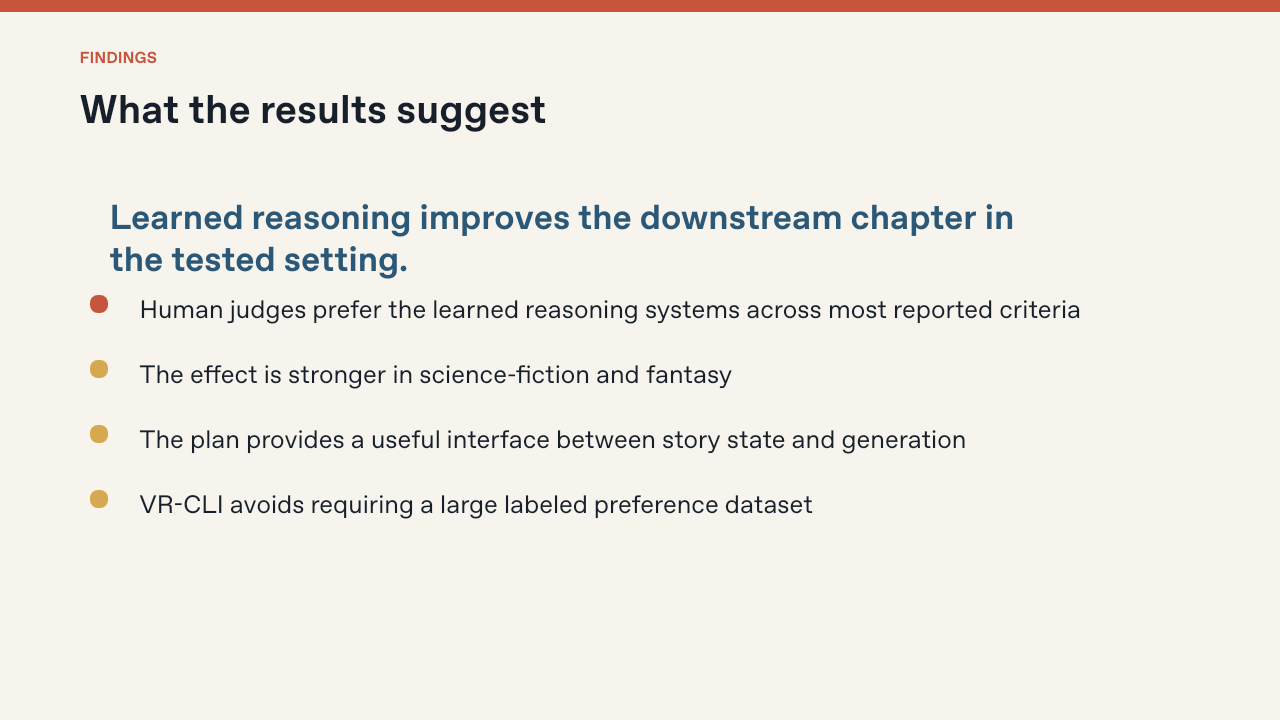 FINDINGS
What the results suggest
Learned reasoning improves the downstream chapter in
the tested setting.
Human judges prefer the learned reasoning systems across most reported criteria
The effect is stronger in science-fiction and fantasy
The plan provides a useful interface between story state and generation
VR-CLI avoids requiring a large labeled preference dataset